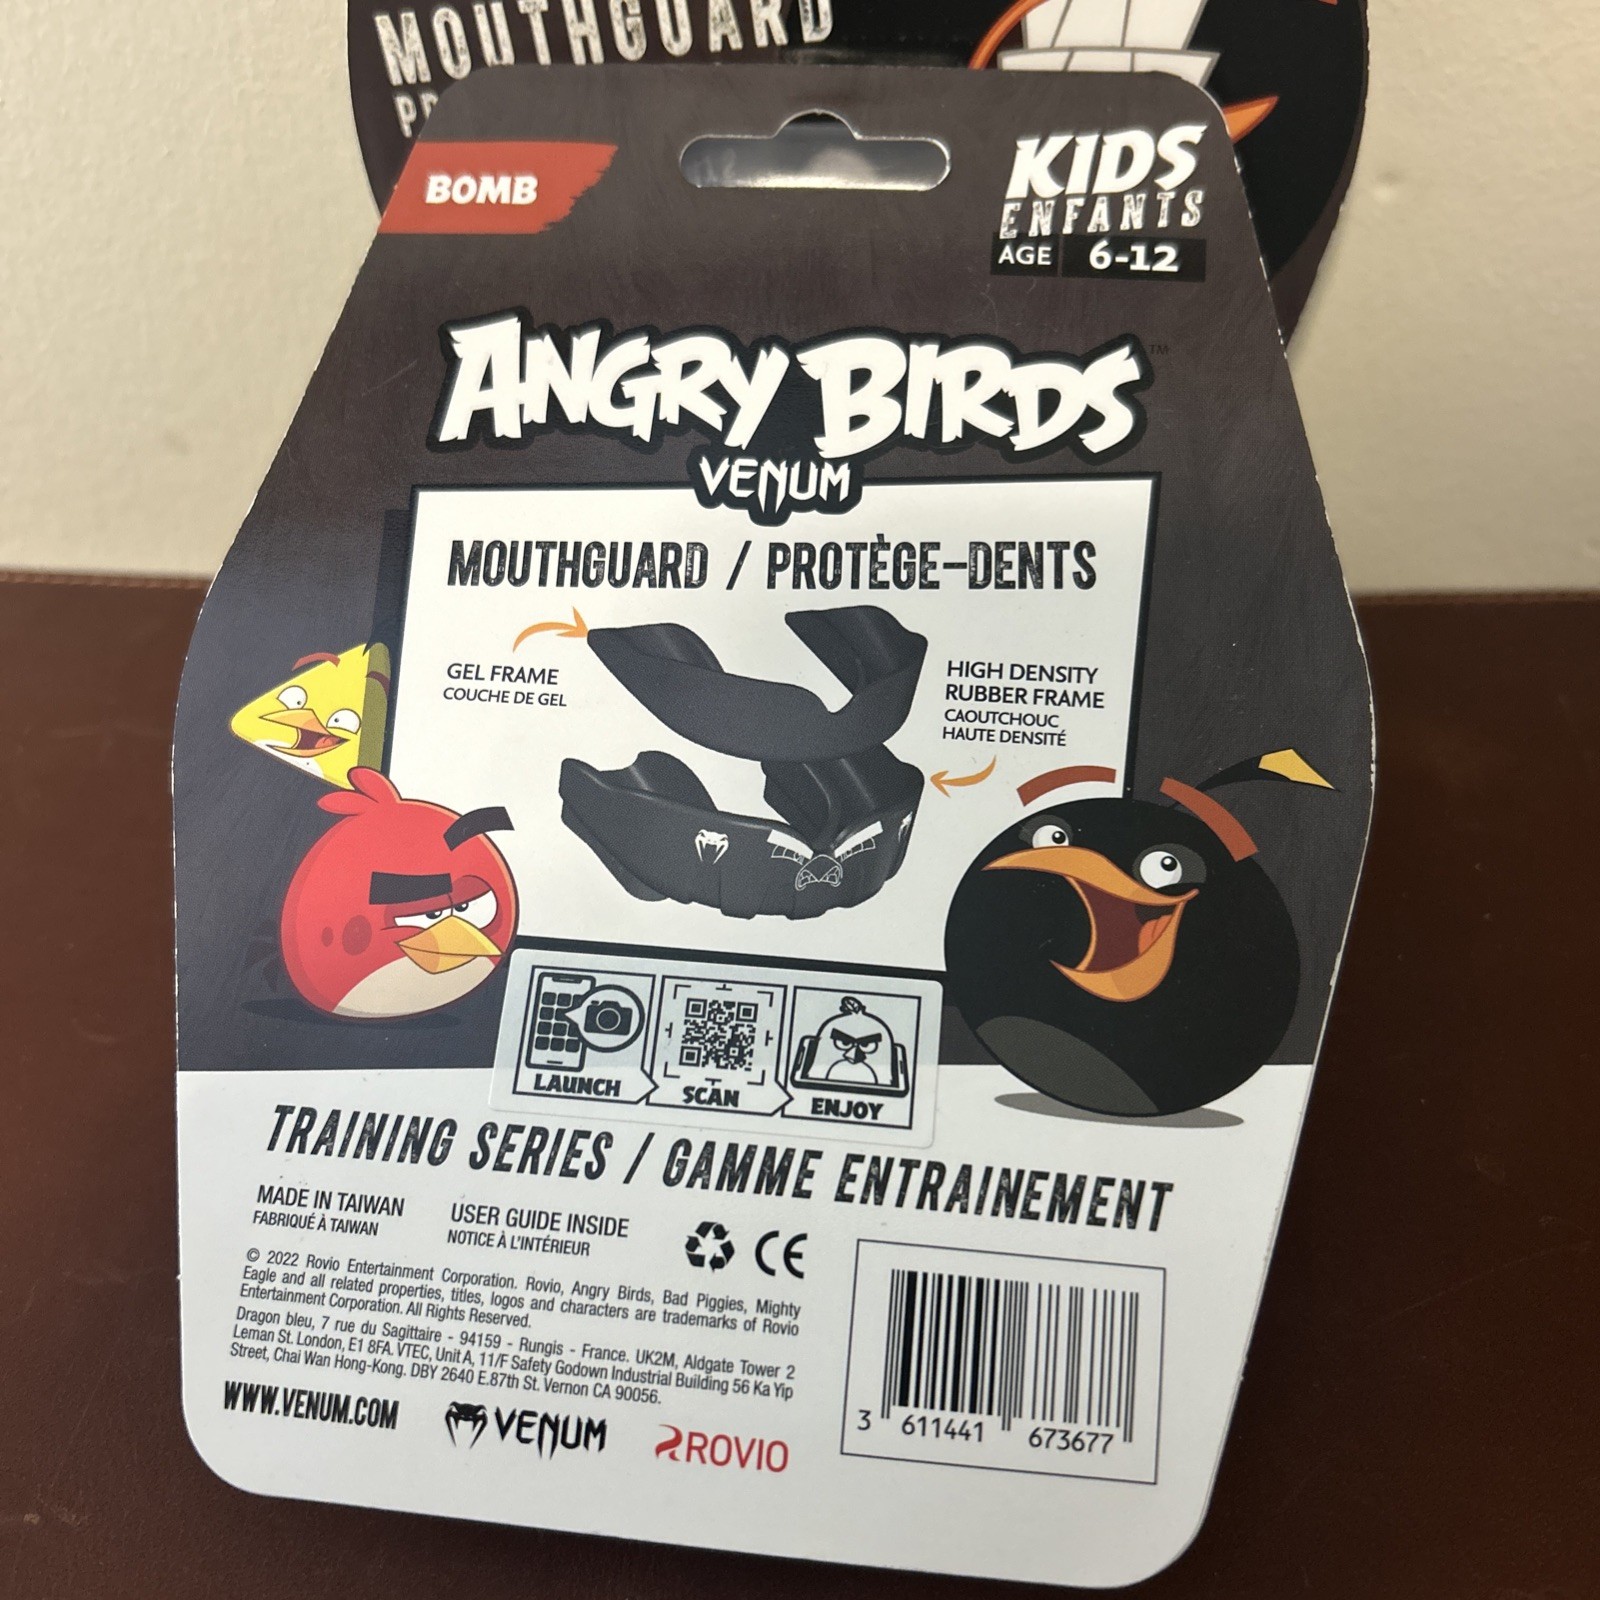 MOUTHGUARD
BOMB
KIDS
ENFANTS
AGE 6-12
ANGRY BIRDS™
VENUM
MOUTHGUARD / PROTÈGE-DENTS
GEL FRAME
COUCHE DE GEL
HIGH DENSITY
RUBBER FRAME
CAOUTCHOUC
HAUTE DENSITÉ
LAUNCH
SCAN
ENJOY
TRAINING SERIES / GAMME ENTRAINEMENT
MADE IN TAIWAN
FABRIQUÉ À TAIWAN
USER GUIDE INSIDE
NOTICE À L'INTÉRIEUR
CE
© 2022 Rovio Entertainment Corporation. Rovio, Angry Birds, Bad Piggies, Mighty
Eagle and all related properties, titles, logos and characters are trademarks of Rovio
Entertainment Corporation. All Rights Reserved.
Dragon bleu, 7 rue du Sagittaire - 94159 - Rungis - France. UK2M, Aldgate Tower 2
Leman St. London, E1 8FA. VTEC, Unit A, 11/F Safety Godown Industrial Building 56 Ka Yip
Street, Chai Wan Hong-Kong. DBY 2640 E.87th St. Vernon CA 90056.
WWW.VENUM.COM
VENUM
ROVIO
3 611441 673677